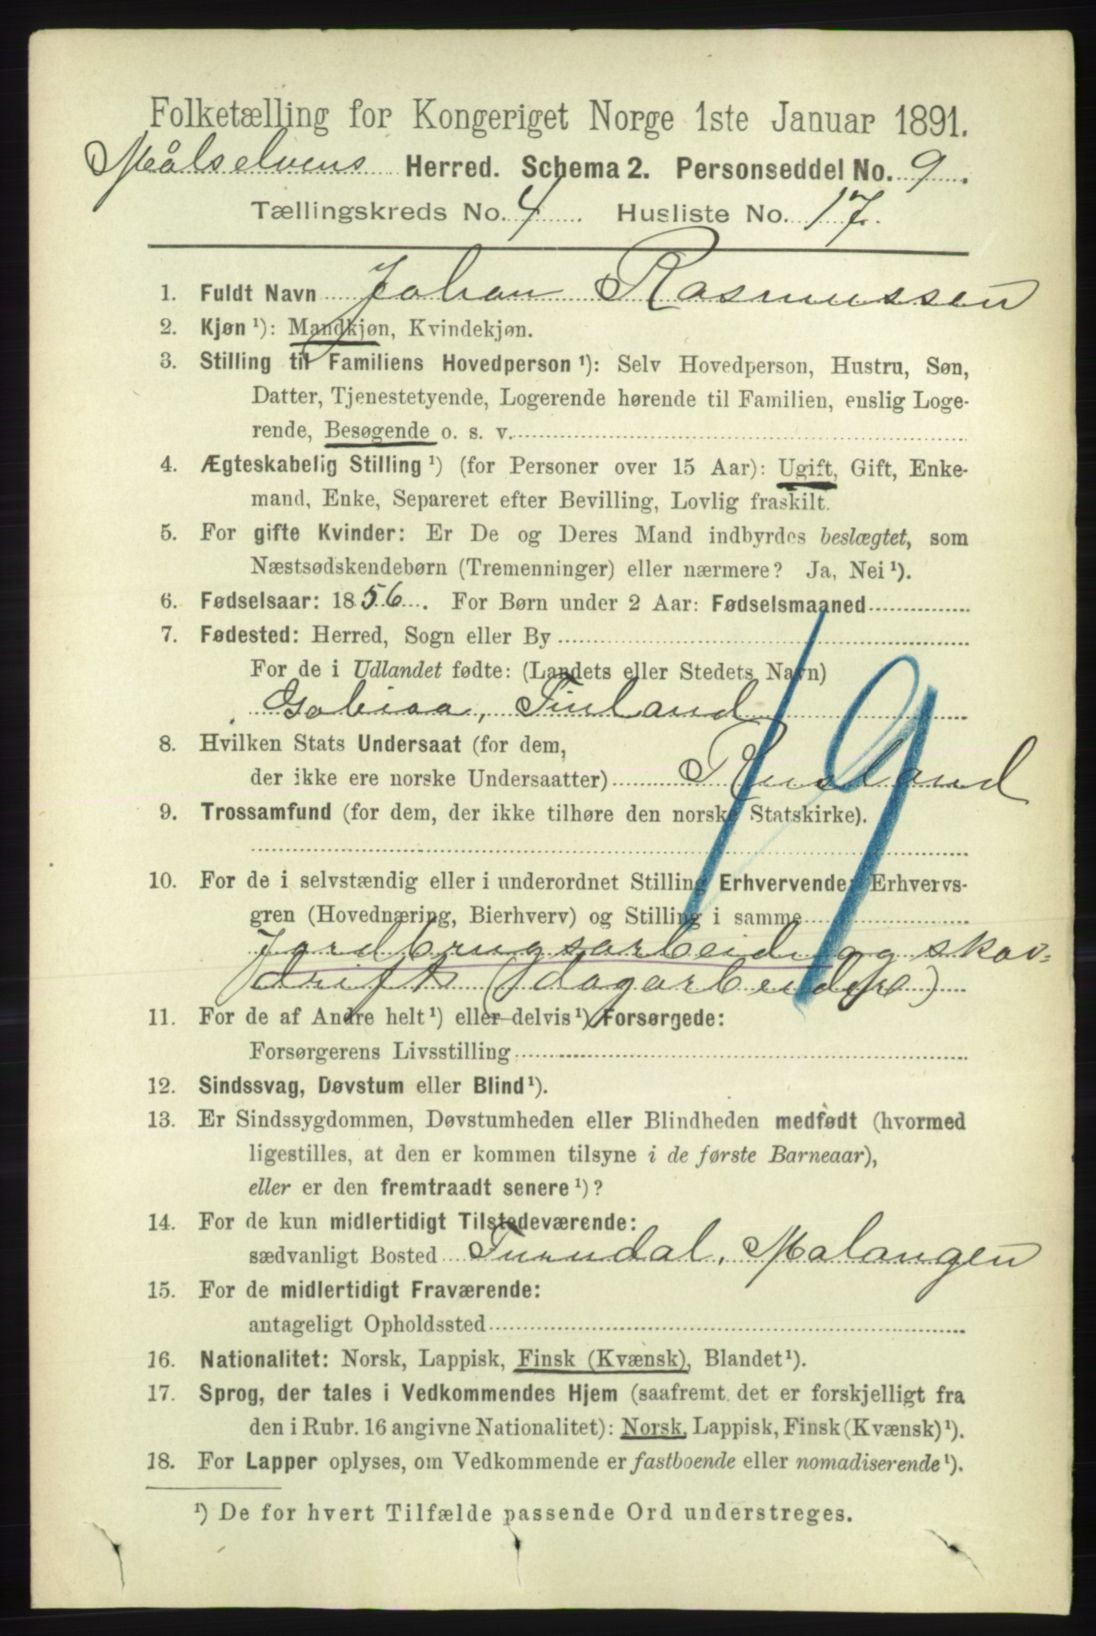 Folketælling for Kongeriget Norge 1ste Januar 1891.
Målselvens Herred. Schema 2. Personseddel No. 9.
Tællingskreds No. 4 Husliste No. 17.
1. Fuldt Navn Johan Rasmussen
2. Kjøn ¹): Mandkjøn, Kvindekjøn.
3. Stilling til Familiens Hovedperson ¹): Selv Hovedperson, Hustru, Søn,
Datter, Tjenestetyende, Logerende hørende til Familien, enslig Loge-
rende, Besøgende o. s. v.
4. Ægteskabelig Stilling ¹) (for Personer over 15 Aar): Ugift, Gift, Enke-
mand, Enke, Separeret efter Bevilling, Lovlig fraskilt.
5. For gifte Kvinder: Er De og Deres Mand indbyrdes beslægtet, som
Næstsødskendebørn (Tremenninger) eller nærmere? Ja, Nei ¹).
6. Fødselsaar: 1856. For Børn under 2 Aar: Fødselsmaaned
7. Fødested: Herred, Sogn eller By
For de i Udlandet fødte: (Landets eller Stedets Navn)
Finland
8. Hvilken Stats Undersaat (for dem,
der ikke ere norske Undersaatter) Rusland
9. Trossamfund (for dem, der ikke tilhøre den norske Statskirke).
19
10. For de i selvstændig eller i underordnet Stilling Erhvervende: Erhvervs-
gren (Hovednæring, Bierhverv) og Stilling i samme
Jordbrugsarbeide og skov-
drift (dagarbeider)
11. For de af Andre helt ¹) eller delvis ¹) Forsørgede:
Forsørgerens Livsstilling
12. Sindssvag, Døvstum eller Blind ¹).
13. Er Sindssygdommen, Døvstumheden eller Blindheden medfødt (hvormed
ligestilles, at den er kommen tilsyne i de første Barneaar),
eller er den fremtraadt senere ¹)?
14. For de kun midlertidigt Tilstedeværende:
sædvanligt Bosted Malangen
15. For de midlertidigt Fraværende:
antageligt Opholdssted
16. Nationalitet: Norsk, Lappisk, Finsk (Kvænsk), Blandet ¹).
17. Sprog, der tales i Vedkommendes Hjem (saafremt det er forskjelligt fra
den i Rubr. 16 angivne Nationalitet): Norsk, Lappisk, Finsk (Kvænsk) ¹).
18. For Lapper oplyses, om Vedkommende er fastboende eller nomadiserende ¹).
¹) De for hvert Tilfælde passende Ord understreges.